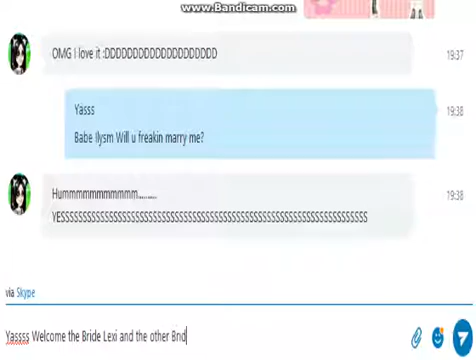 www.Bandicam.com
OMG I love it :DDDDDDDDDDDDDDDDDDDD
19:37
Yasss
19:38
Babe Ilysm Will u freakin marry me?
Hummmmmmmmmmm......
19:38
YESSSSSSSSSSSSSSSSSSSSSSSSSSSSSSSSSSSSSSSSSSSSSSSSSSSSSSSSSSSS
via Skype
Yassss Welcome the Bride Lexi and the other Brid